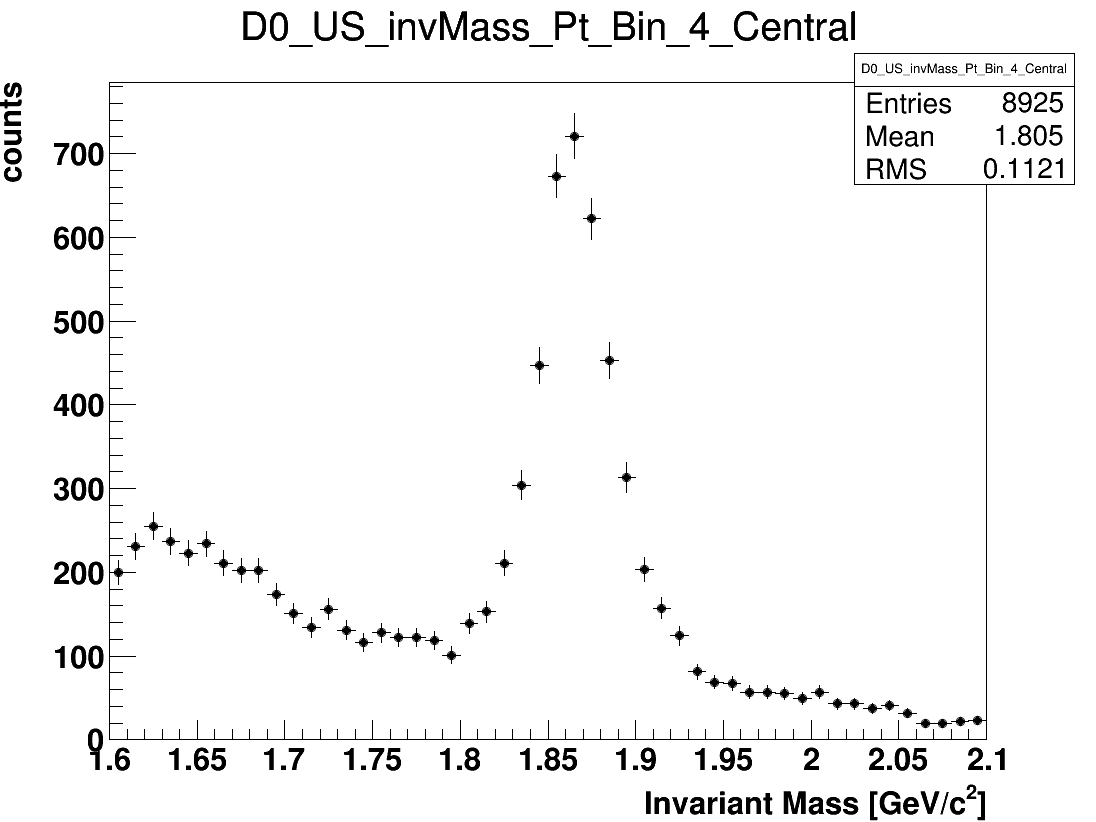 D0_US_invMass_Pt_Bin_4_Central
D0_US_invMass_Pt_Bin_4_Central
Entries 8925
Mean 1.805
RMS 0.1121
counts
700
600
500
400
300
200
100
0
1.6 1.65 1.7 1.75 1.8 1.85 1.9 1.95 2 2.05 2.1
Invariant Mass [GeV/c²]